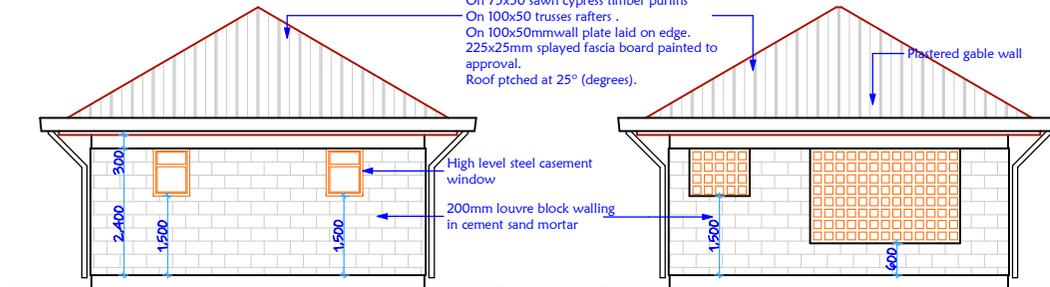 On 75x50 sawn cypress timber purlins
On 100x50 trusses rafters .
On 100x50mmwall plate laid on edge.
225x25mm splayed fascia board painted to
approval.
Roof ptched at 25° (degrees).
Plastered gable wall
High level steel casement
window
200mm louvre block walling
in cement sand mortar
300
2,400
1,500
1,500
1,500
600